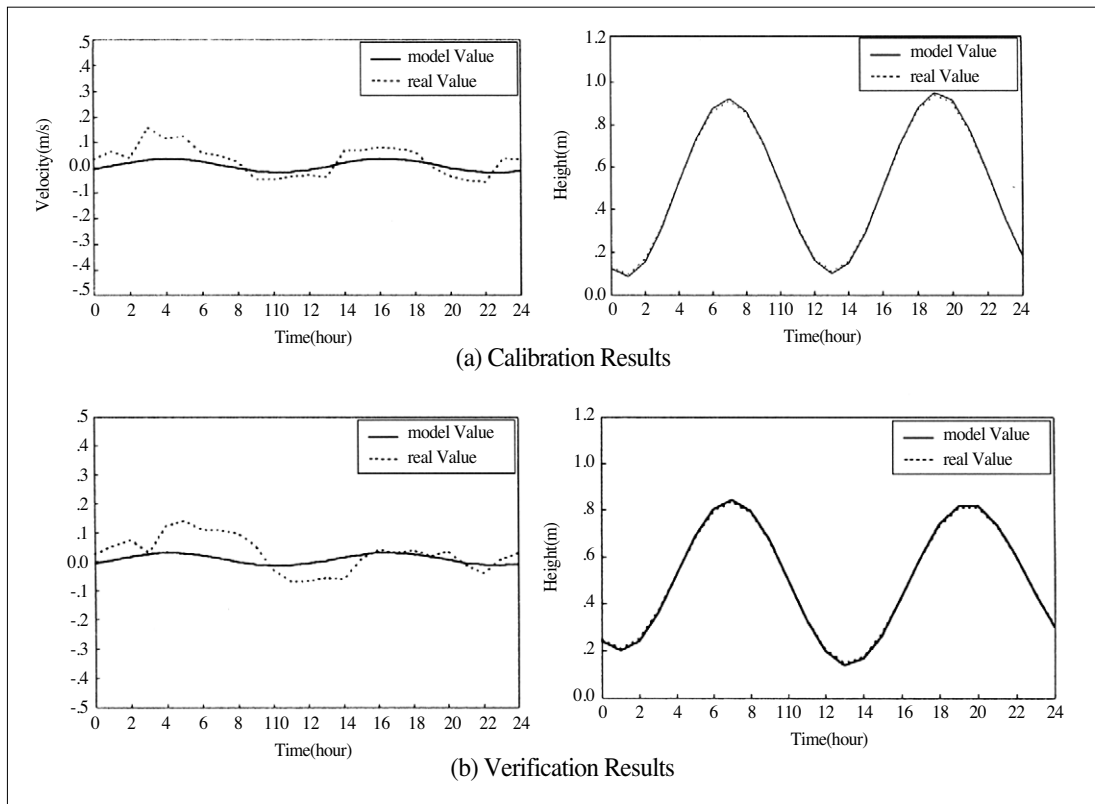 .5
.4
.3
.2
.1
0.0
-.1
-.2
-.3
-.4
-.5
Velocity(m/s)
model Value
real Value
0 2 4 6 8 110 12 14 16 18 20 22 24
Time(hour)
1.2
1.0
.8
.6
.4
.2
0.0
Height(m)
model Value
real Value
0 2 4 6 8 110 12 14 16 18 20 22 24
Time(hour)
(a) Calibration Results
.5
.4
.3
.2
.1
0.0
-.1
-.2
-.3
-.4
-.5
Velocity(m/s)
model Value
real Value
0 2 4 6 8 110 12 14 16 18 20 22 24
Time(hour)
1.2
1.0
.8
.6
.4
.2
0.0
Height(m)
model Value
real Value
0 2 4 6 8 110 12 14 16 18 20 22 24
Time(hour)
(b) Verification Results